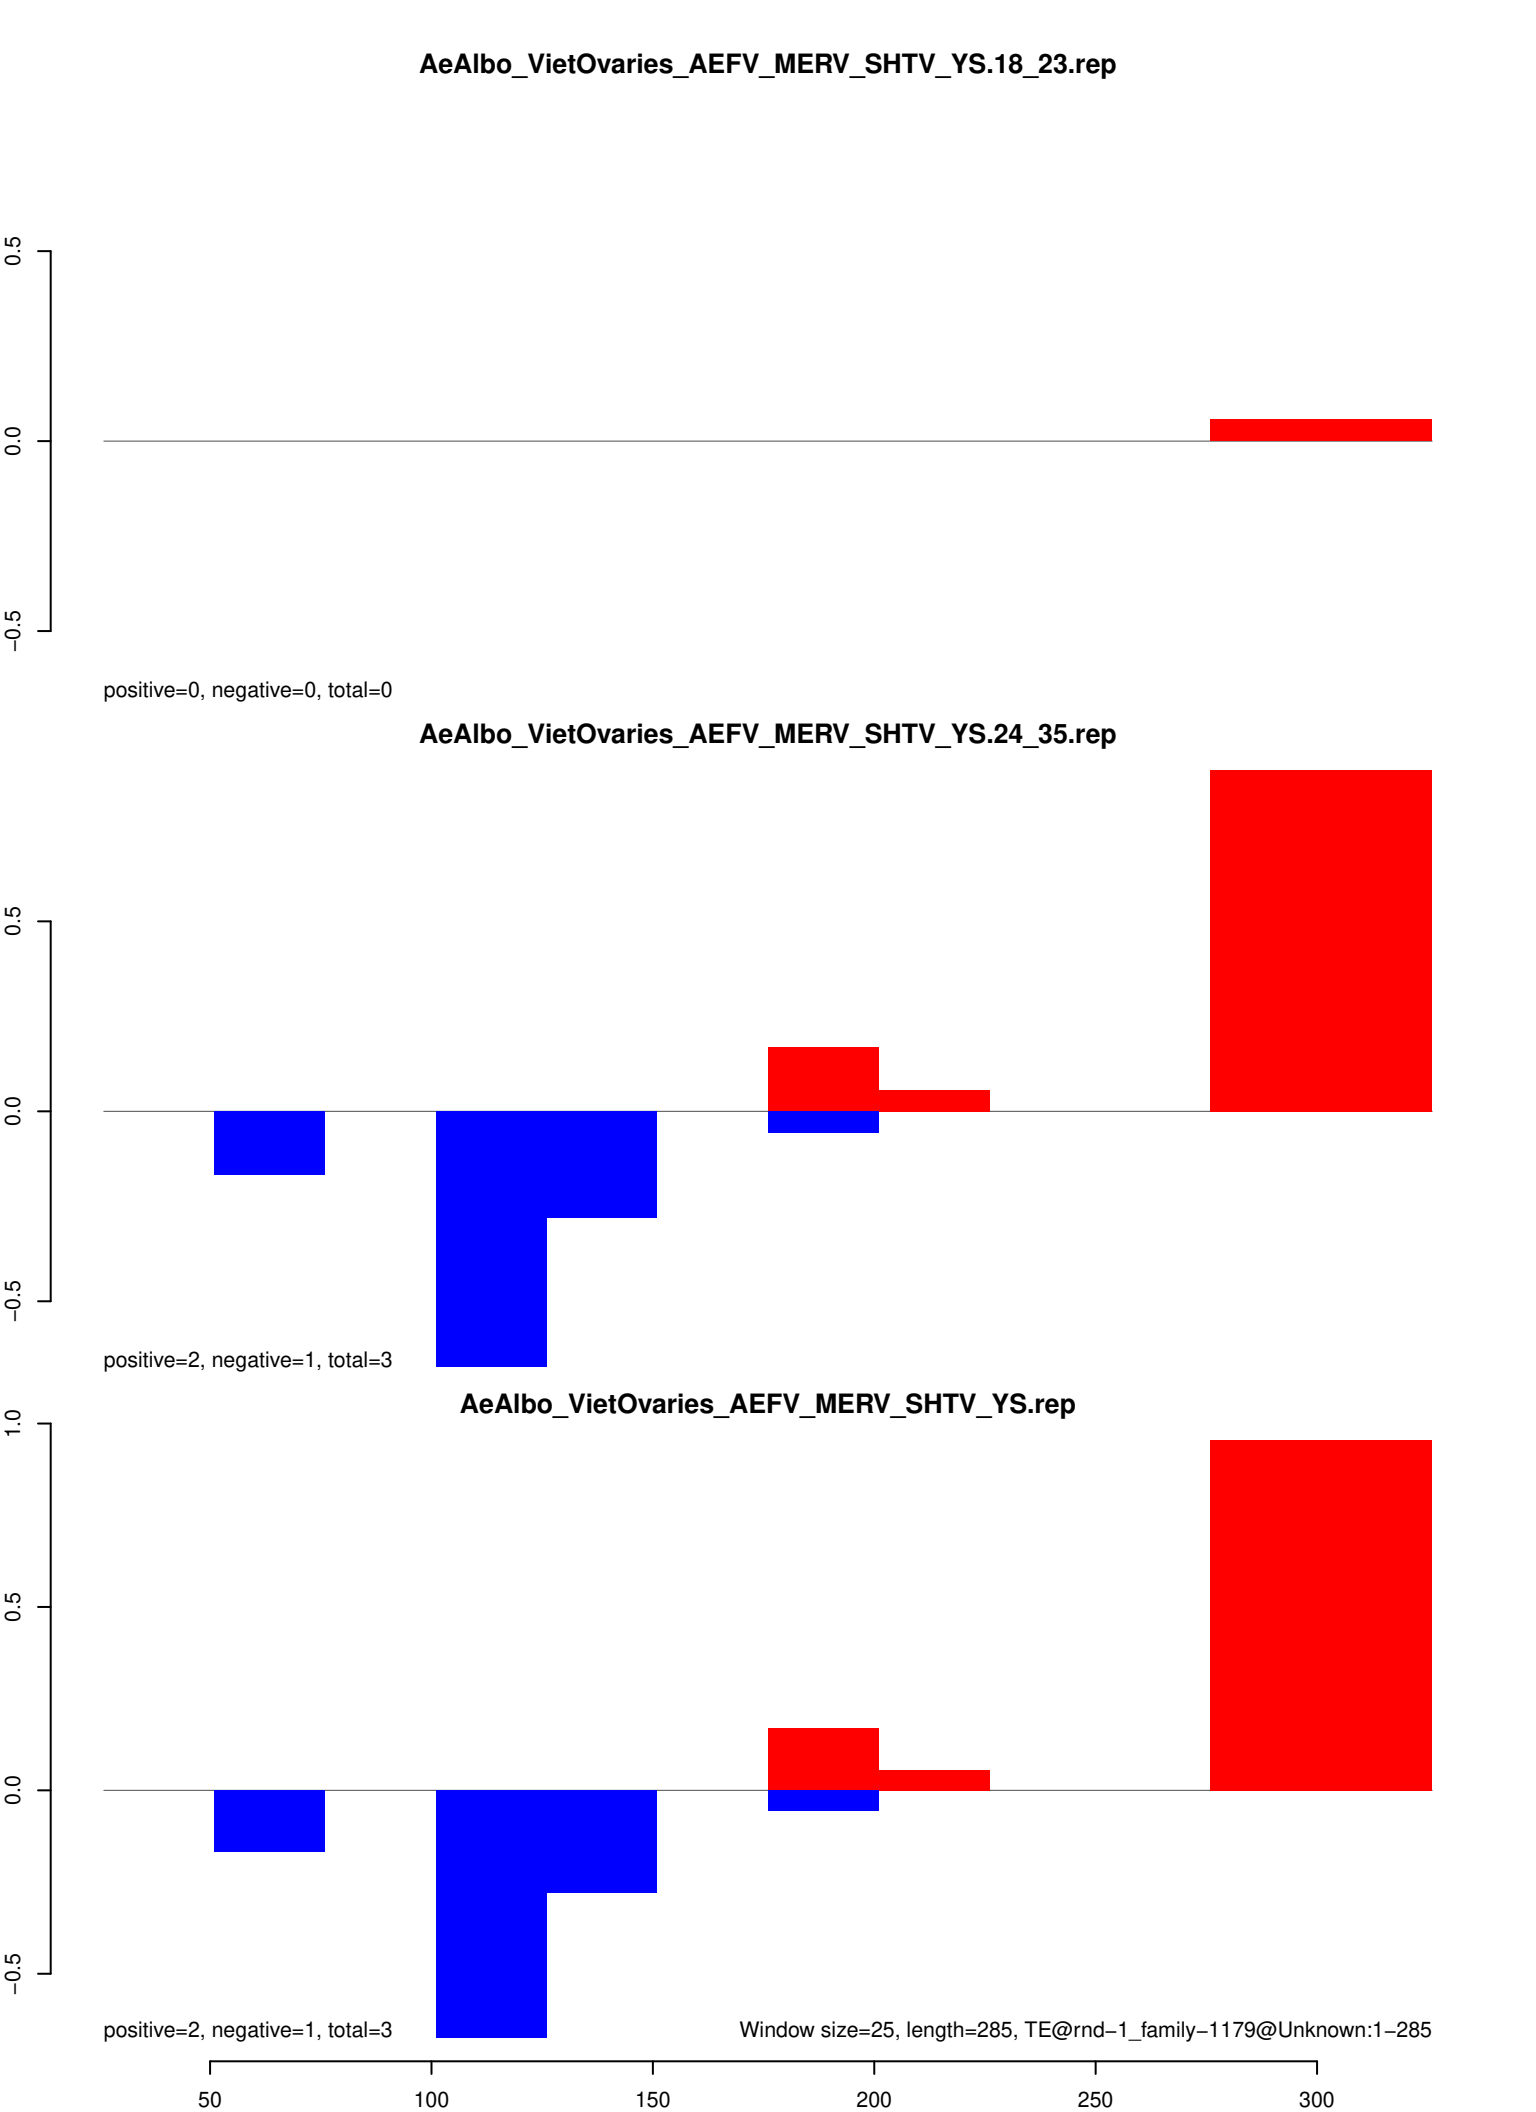 AeAlbo_VietOvaries_AEFV_MERV_SHTV_YS.18_23.rep
0.5
0.0
−0.5
positive=0, negative=0, total=0
AeAlbo_VietOvaries_AEFV_MERV_SHTV_YS.24_35.rep
0.5
0.0
−0.5
positive=2, negative=1, total=3
AeAlbo_VietOvaries_AEFV_MERV_SHTV_YS.rep
1.0
0.5
0.0
−0.5
positive=2, negative=1, total=3
Window size=25, length=285, TE@rnd−1_family−1179@Unknown:1−285
50 100 150 200 250 300